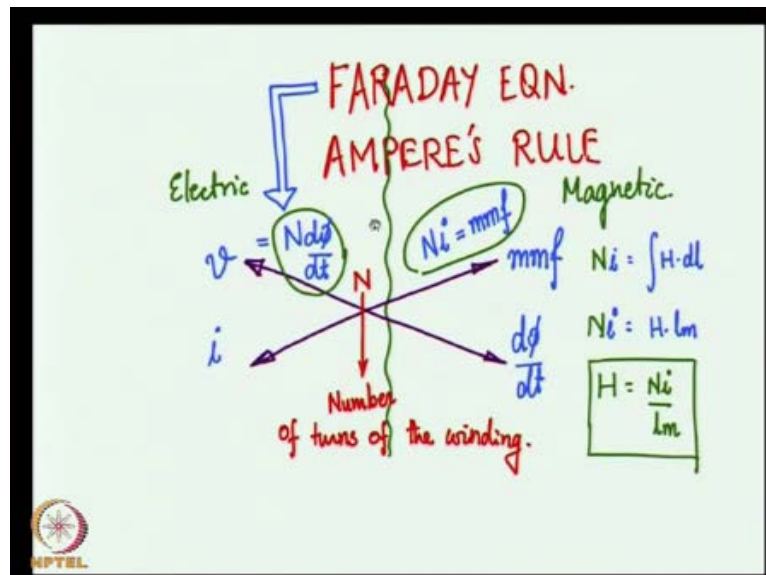 FARADAY EQN.
AMPERE'S RULE
Electric
Magnetic.
v = N dφ/dt
Ni = mmf
mmf
Ni = ∫H·dl
N
i
dφ/dt
Ni = H·lm
H = Ni/lm
Number
of turns of the winding.
NPTEL